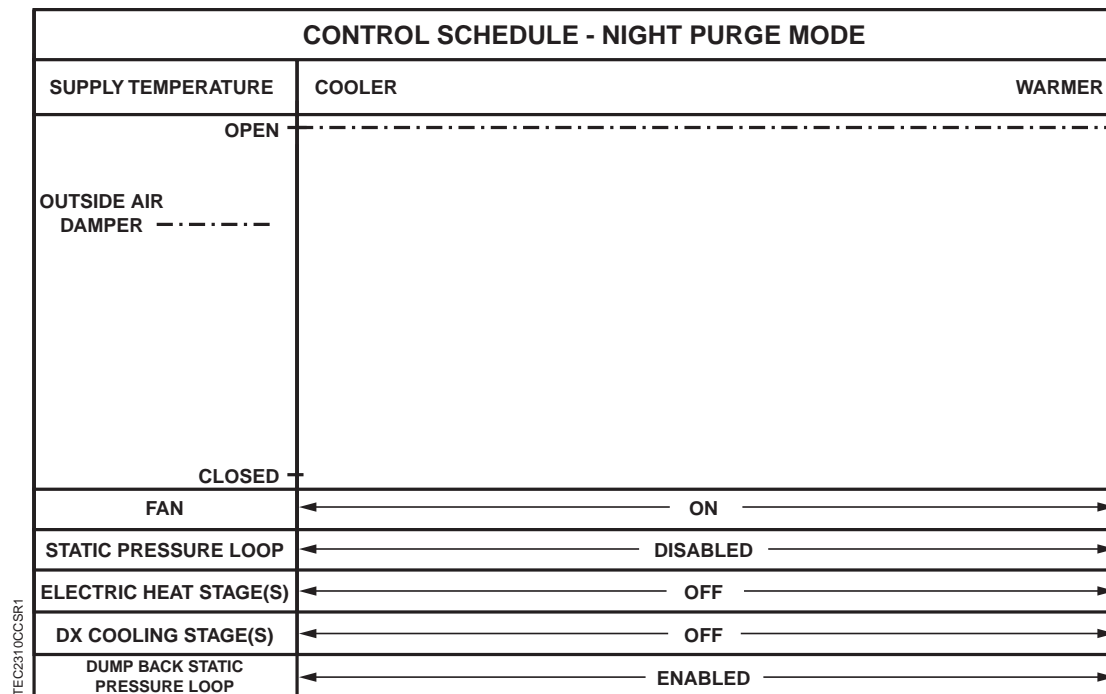 CONTROL SCHEDULE - NIGHT PURGE MODE
SUPPLY TEMPERATURE COOLER WARMER
OPEN
OUTSIDE AIR
DAMPER
CLOSED
FAN ON
STATIC PRESSURE LOOP DISABLED
ELECTRIC HEAT STAGE(S) OFF
DX COOLING STAGE(S) OFF
DUMP BACK STATIC
PRESSURE LOOP ENABLED
TEC2310CCSR1